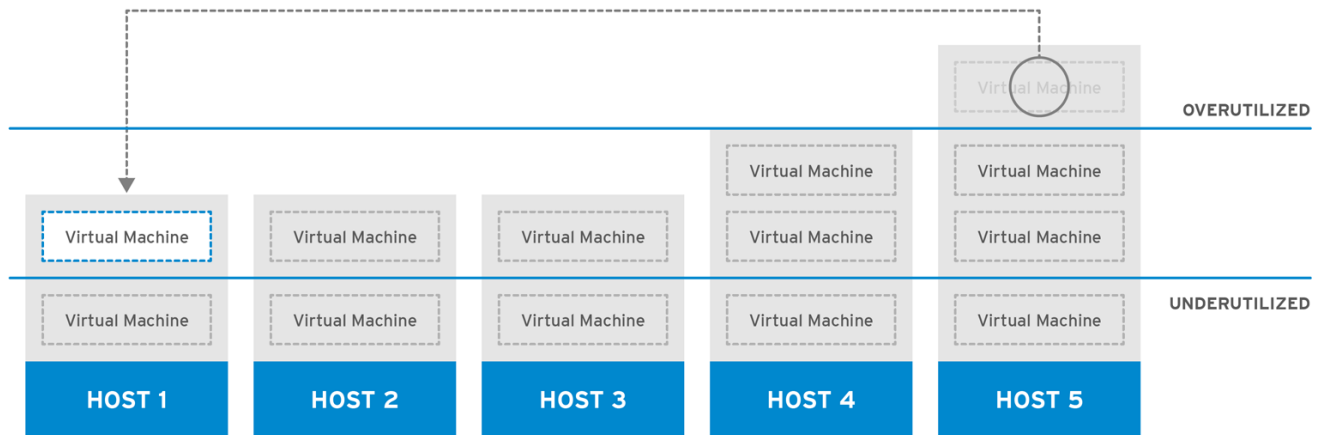 Virtual Machine
OVERUTILIZED
Virtual Machine Virtual Machine
Virtual Machine Virtual Machine Virtual Machine Virtual Machine Virtual Machine
UNDERUTILIZED
Virtual Machine Virtual Machine Virtual Machine Virtual Machine Virtual Machine
HOST 1 HOST 2 HOST 3 HOST 4 HOST 5